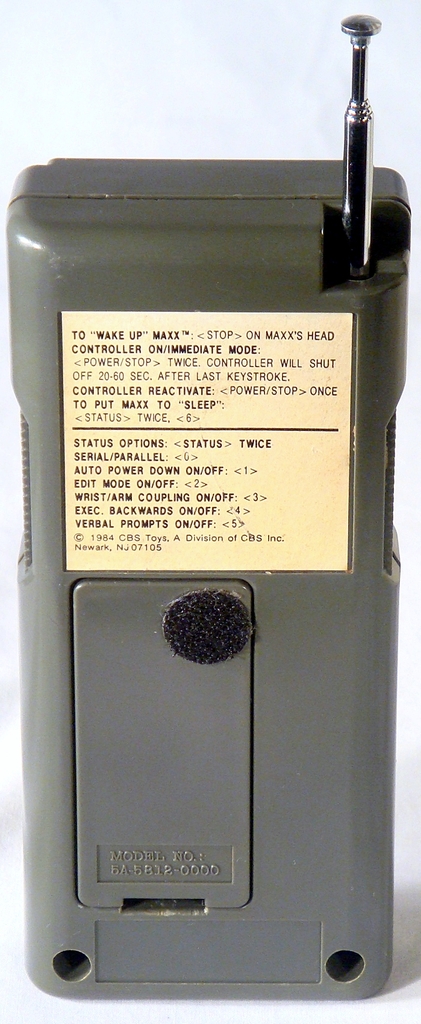 TO "WAKE UP" MAXX™: <STOP> ON MAXX'S HEAD
CONTROLLER ON/IMMEDIATE MODE:
<POWER/STOP> TWICE. CONTROLLER WILL SHUT
OFF 20-60 SEC. AFTER LAST KEYSTROKE.
CONTROLLER REACTIVATE: <POWER/STOP> ONCE
TO PUT MAXX TO "SLEEP":
<STATUS> TWICE, <6>
STATUS OPTIONS: <STATUS> TWICE
SERIAL/PARALLEL: <0>
AUTO POWER DOWN ON/OFF: <1>
EDIT MODE ON/OFF: <2>
WRIST/ARM COUPLING ON/OFF: <3>
EXEC. BACKWARDS ON/OFF: <4>
VERBAL PROMPTS ON/OFF: <5>
© 1984 CBS Toys, A Division of CBS Inc.
Newark, NJ 07105
MODEL NO.:
5A-5812-0000